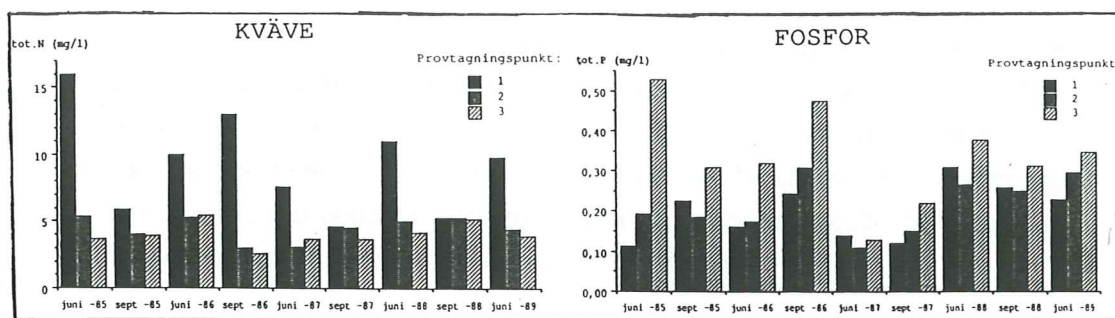 KVÄVE
tot.N (mg/l)
Provtagningspunkt:
1
2
3
15
10
5
0
juni -85 sept -85 juni -86 sept -86 juni -87 sept -87 juni -88 sept -88 juni -89
FOSFOR
tot.P (mg/l)
Provtagningspunkt
1
2
3
0,50
0,40
0,30
0,20
0,10
0,00
juni -85 sept -85 juni -86 sept -86 juni -87 sept -87 juni -88 sept -88 juni -89